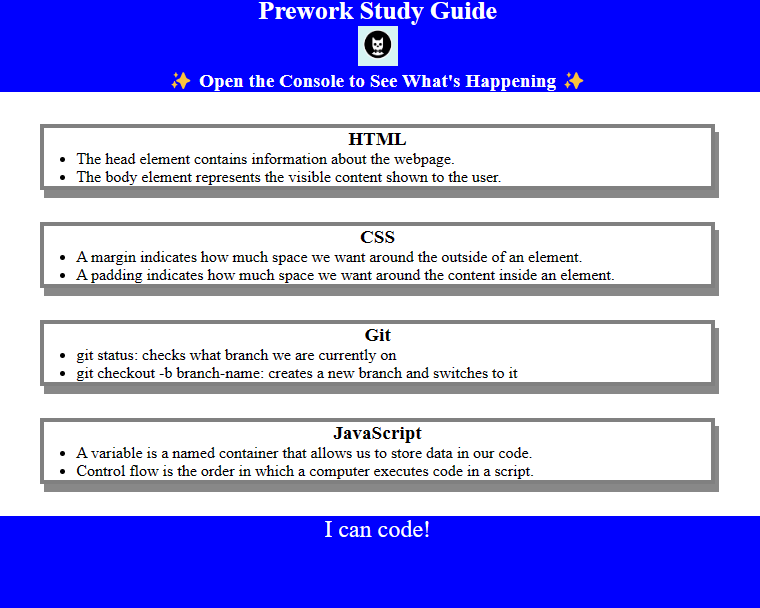 Prework Study Guide
✨ Open the Console to See What's Happening ✨
HTML
• The head element contains information about the webpage.
• The body element represents the visible content shown to the user.
CSS
• A margin indicates how much space we want around the outside of an element.
• A padding indicates how much space we want around the content inside an element.
Git
• git status: checks what branch we are currently on
• git checkout -b branch-name: creates a new branch and switches to it
JavaScript
• A variable is a named container that allows us to store data in our code.
• Control flow is the order in which a computer executes code in a script.
I can code!